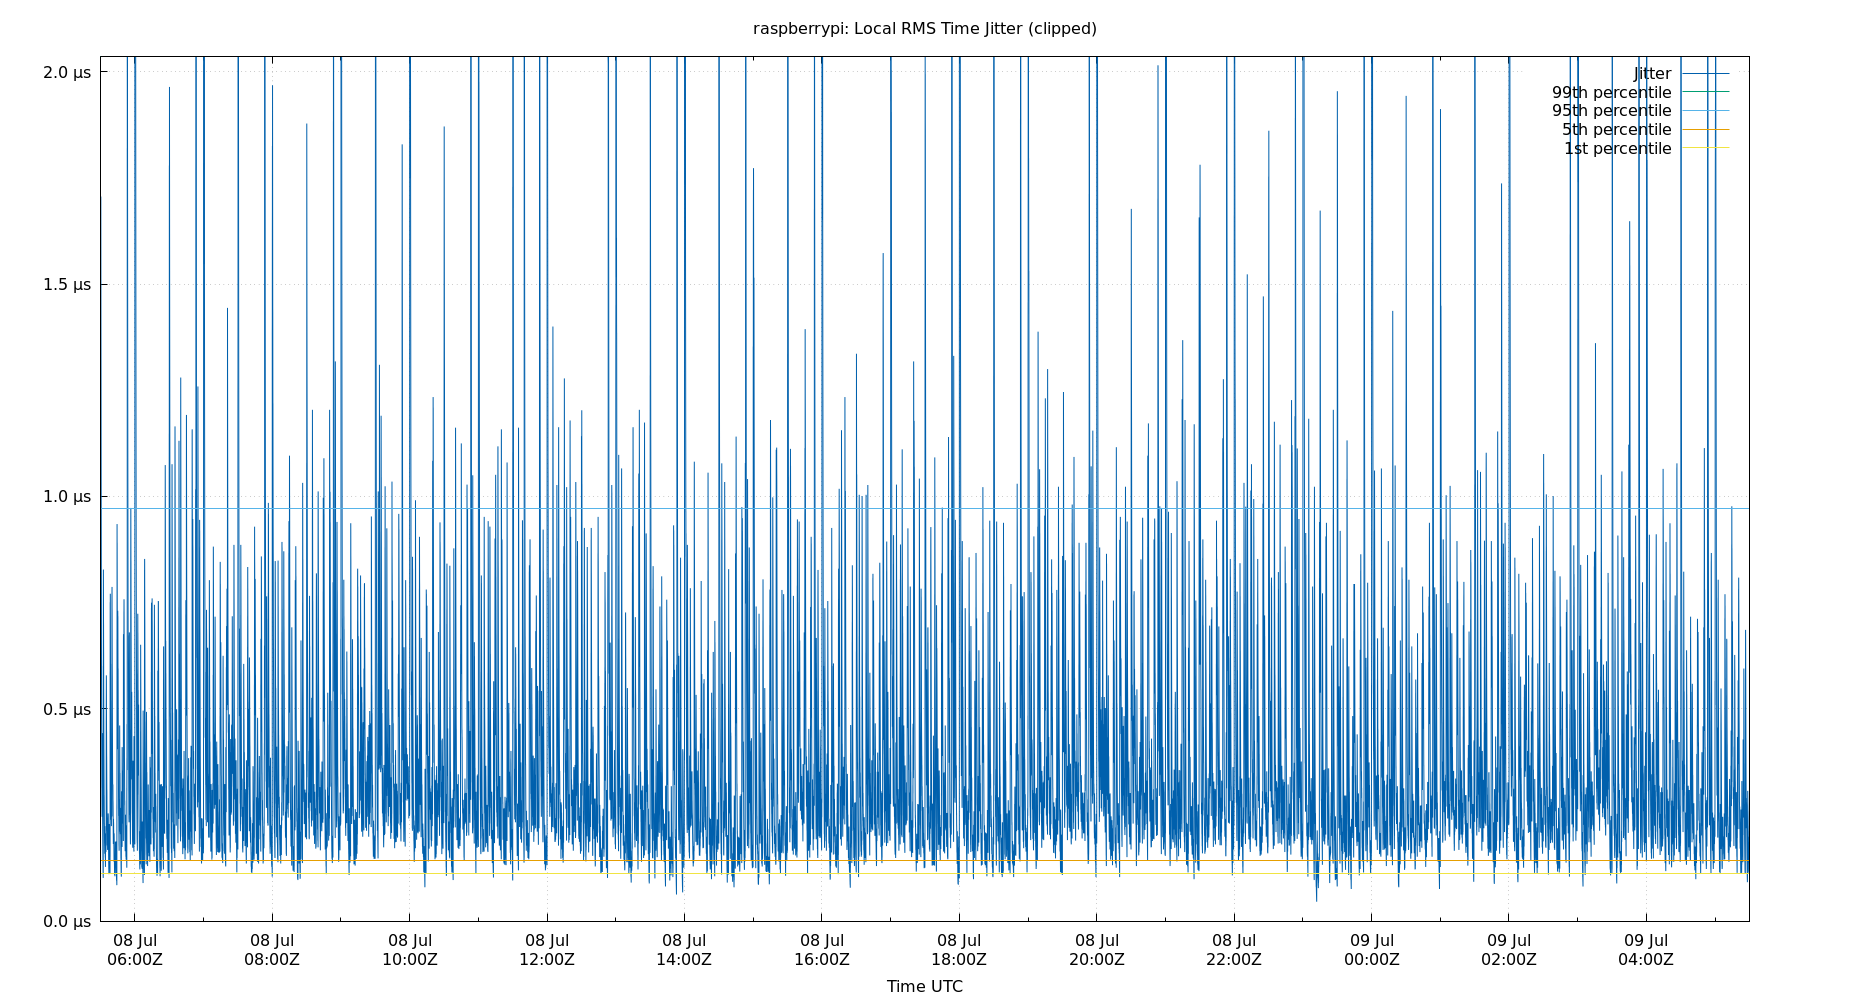 raspberrypi: Local RMS Time Jitter (clipped)
2.0 µs
1.5 µs
1.0 µs
0.5 µs
0.0 µs
Jitter
99th percentile
95th percentile
5th percentile
1st percentile
08 Jul 08 Jul 08 Jul 08 Jul 08 Jul 08 Jul 08 Jul 08 Jul 08 Jul 09 Jul 09 Jul 09 Jul
06:00Z 08:00Z 10:00Z 12:00Z 14:00Z 16:00Z 18:00Z 20:00Z 22:00Z 00:00Z 02:00Z 04:00Z
Time UTC